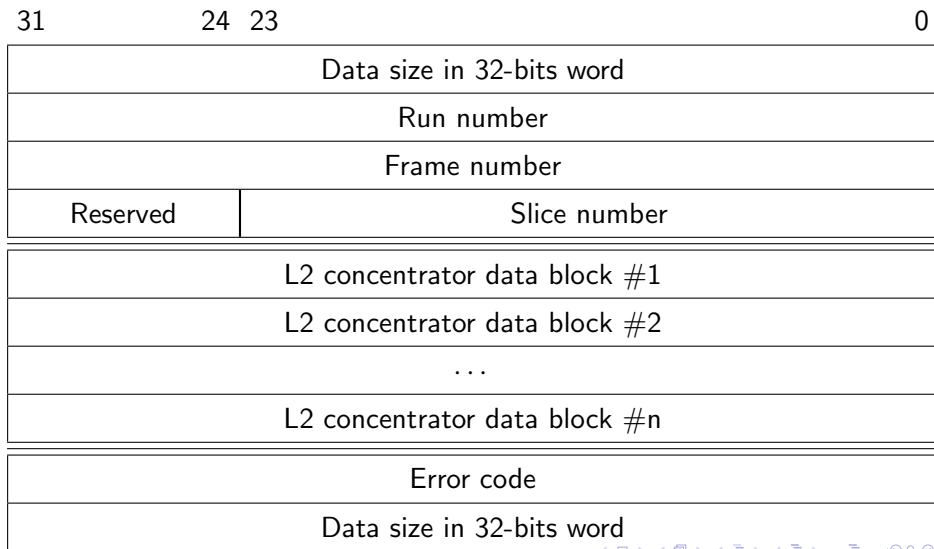 31 24 23 0
Data size in 32-bits word
Run number
Frame number
Reserved Slice number
L2 concentrator data block #1
L2 concentrator data block #2
...
L2 concentrator data block #n
Error code
Data size in 32-bits word